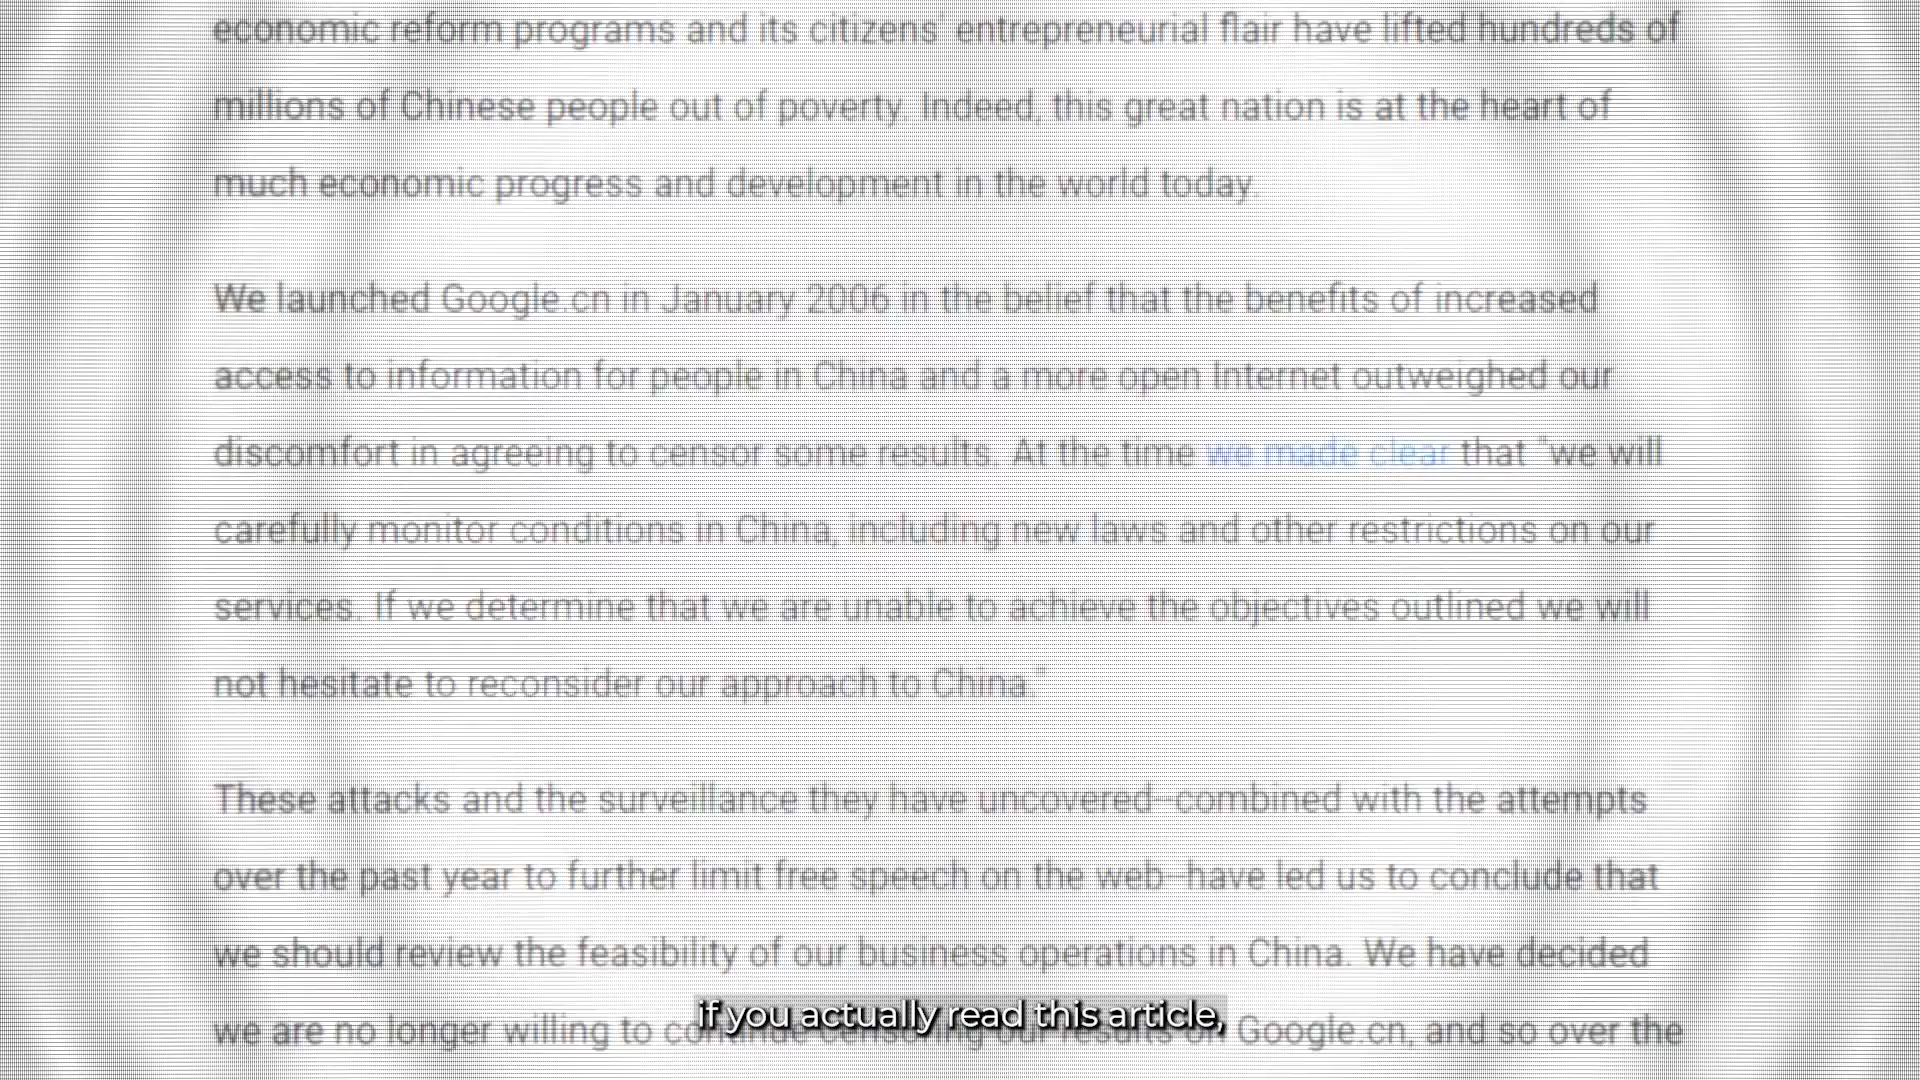 economic reform programs and its citizens' entrepreneurial flair have lifted hundreds of
millions of Chinese people out of poverty. Indeed, this great nation is at the heart of
much economic progress and development in the world today.
We launched Google.cn in January 2006 in the belief that the benefits of increased
access to information for people in China and a more open Internet outweighed our
discomfort in agreeing to censor some results. At the time we made clear that "we will
carefully monitor conditions in China, including new laws and other restrictions on our
services. If we determine that we are unable to achieve the objectives outlined we will
not hesitate to reconsider our approach to China."
These attacks and the surveillance they have uncovered--combined with the attempts
over the past year to further limit free speech on the web--have led us to conclude that
we should review the feasibility of our business operations in China. We have decided
we are no longer willing to continue censoring our results on Google.cn, and so over the
if you actually read this article,